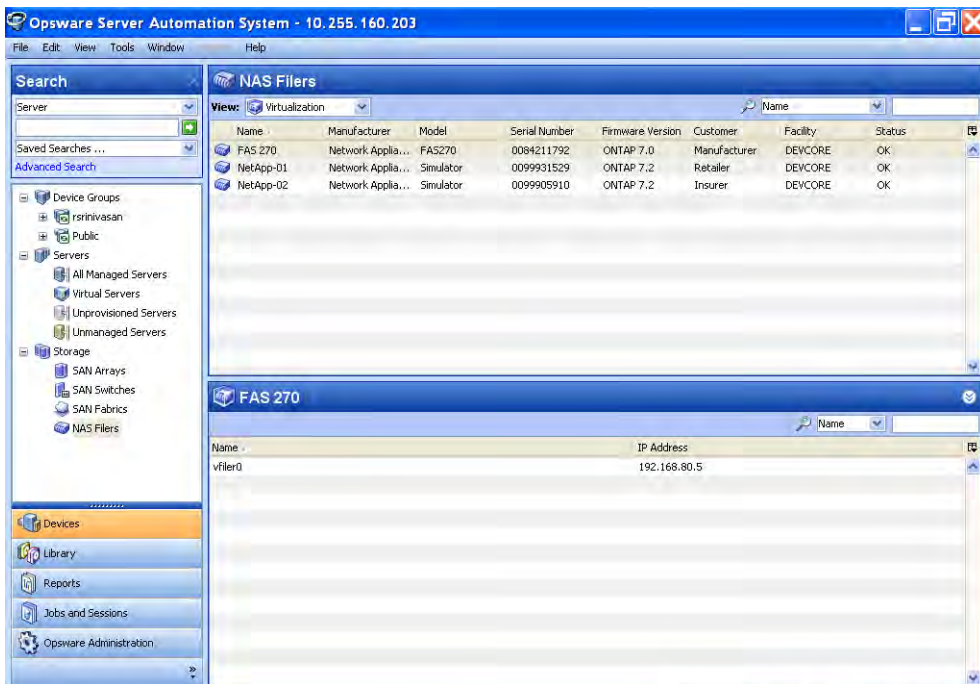 Opsware Server Automation System - 10.255.160.203
File Edit View Tools Window Help
Search
Server
Saved Searches ...
Advanced Search
Device Groups
rsrinivasan
Public
Servers
All Managed Servers
Virtual Servers
Unprovisioned Servers
Unmanaged Servers
Storage
SAN Arrays
SAN Switches
SAN Fabrics
NAS Filers
Devices
Library
Reports
Jobs and Sessions
Opsware Administration
NAS Filers
View: Virtualization Name
Name Manufacturer Model Serial Number Firmware Version Customer Facility Status
FAS 270 Network Applia... FAS270 0084211792 ONTAP 7.0 Manufacturer DEVCORE OK
NetApp-01 Network Applia... Simulator 0099931529 ONTAP 7.2 Retailer DEVCORE OK
NetApp-02 Network Applia... Simulator 0099905910 ONTAP 7.2 Insurer DEVCORE OK
FAS 270
Name
Name IP Address
vfiler0 192.168.80.5